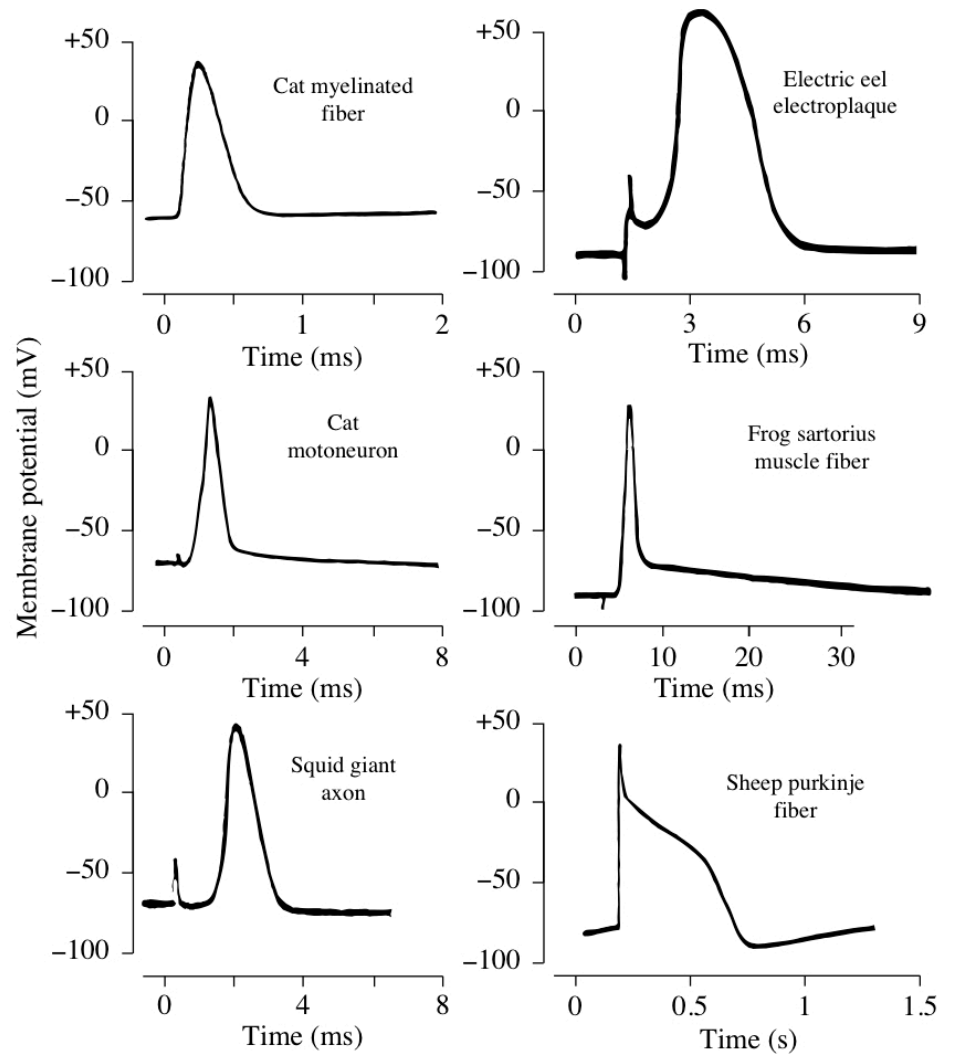 Membrane potential (mV)
+50
0
−50
−100
Cat myelinated
fiber
0 1 2
Time (ms)
+50
0
−50
−100
Electric eel
electroplaque
0 3 6 9
Time (ms)
+50
0
−50
−100
Cat
motoneuron
0 4 8
Time (ms)
+50
0
−50
−100
Frog sartorius
muscle fiber
0 10 20 30
Time (ms)
+50
0
−50
−100
Squid giant
axon
0 4 8
Time (ms)
+50
0
−50
−100
Sheep purkinje
fiber
0 0.5 1 1.5
Time (s)